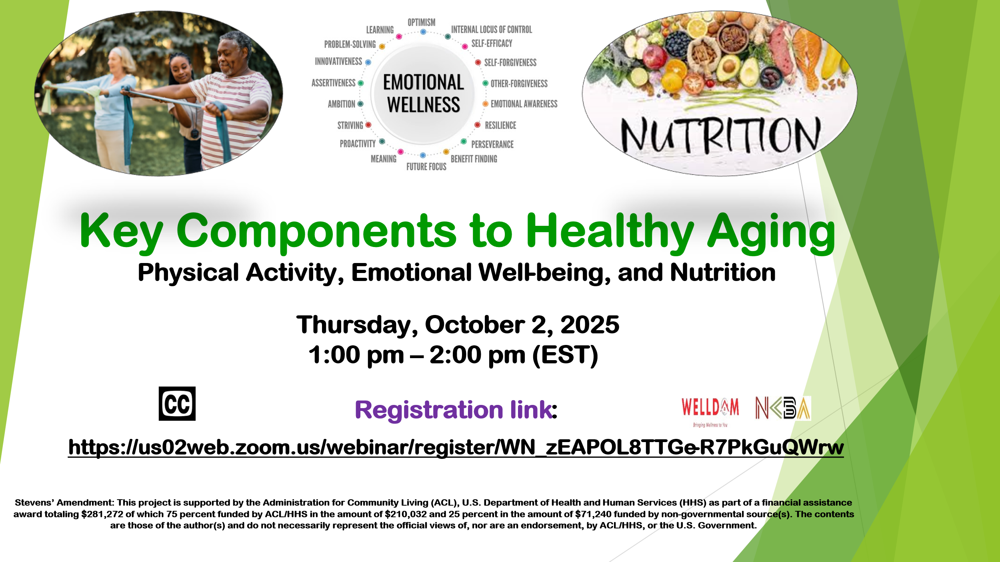 OPTIMISM
LEARNING
INTERNAL LOCUS OF CONTROL
PROBLEM-SOLVING
SELF-EFFICACY
INNOVATIVENESS
SELF-FORGIVENESS
ASSERTIVENESS
OTHER-FORGIVENESS
EMOTIONAL
WELLNESS
AMBITION
EMOTIONAL AWARENESS
STRIVING
RESILIENCE
PROACTIVITY
PERSEVERANCE
MEANING
BENEFIT FINDING
FUTURE FOCUS
NUTRITION
Key Components to Healthy Aging
Physical Activity, Emotional Well-being, and Nutrition
Thursday, October 2, 2025
1:00 pm – 2:00 pm (EST)
CC
Registration link:
WELLDOM
Bringing Wellness to You
NKBA
https://us02web.zoom.us/webinar/register/WN_zEAPOL8TTGe-R7PkGuQWrw
Stevens’ Amendment: This project is supported by the Administration for Community Living (ACL), U.S. Department of Health and Human Services (HHS) as part of a financial assistance
award totaling $281,272 of which 75 percent funded by ACL/HHS in the amount of $210,032 and 25 percent in the amount of $71,240 funded by non-governmental source(s). The contents
are those of the author(s) and do not necessarily represent the official views of, nor are an endorsement, by ACL/HHS, or the U.S. Government.